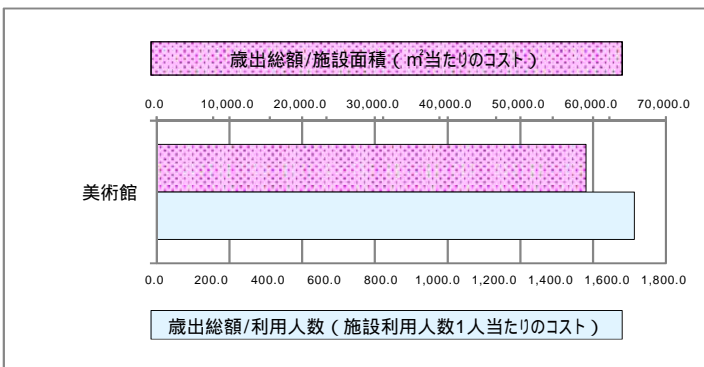 歳出総額/施設面積（㎡当たりのコスト）
0.0 10,000.0 20,000.0 30,000.0 40,000.0 50,000.0 60,000.0 70,000.0
美術館
0.0 200.0 400.0 600.0 800.0 1,000.0 1,200.0 1,400.0 1,600.0 1,800.0
歳出総額/利用人数（施設利用人数1人当たりのコスト）